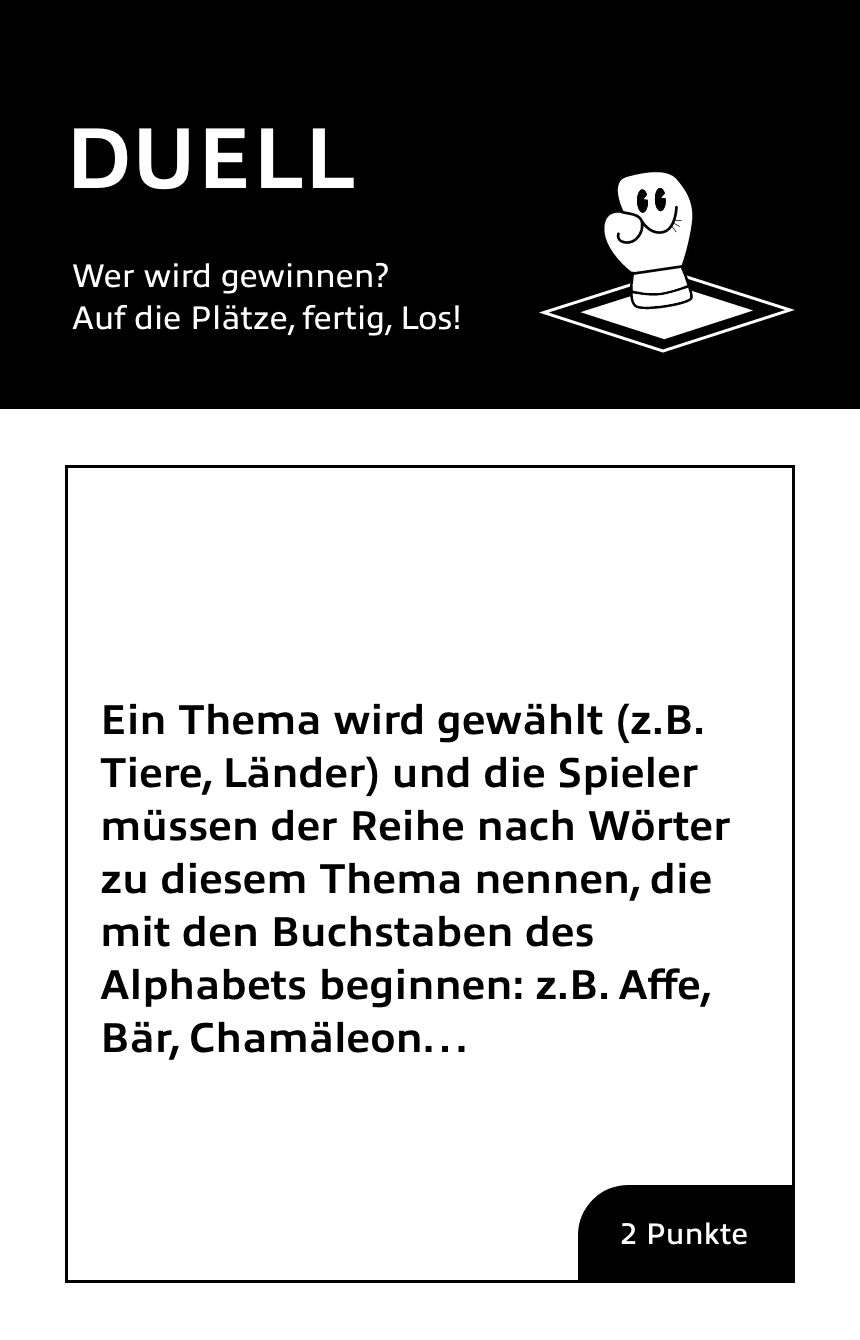 DUELL
Wer wird gewinnen?
Auf die Plätze, fertig, Los!
Ein Thema wird gewählt (z.B.
Tiere, Länder) und die Spieler
müssen der Reihe nach Wörter
zu diesem Thema nennen, die
mit den Buchstaben des
Alphabets beginnen: z.B. Affe,
Bär, Chamäleon...
2 Punkte